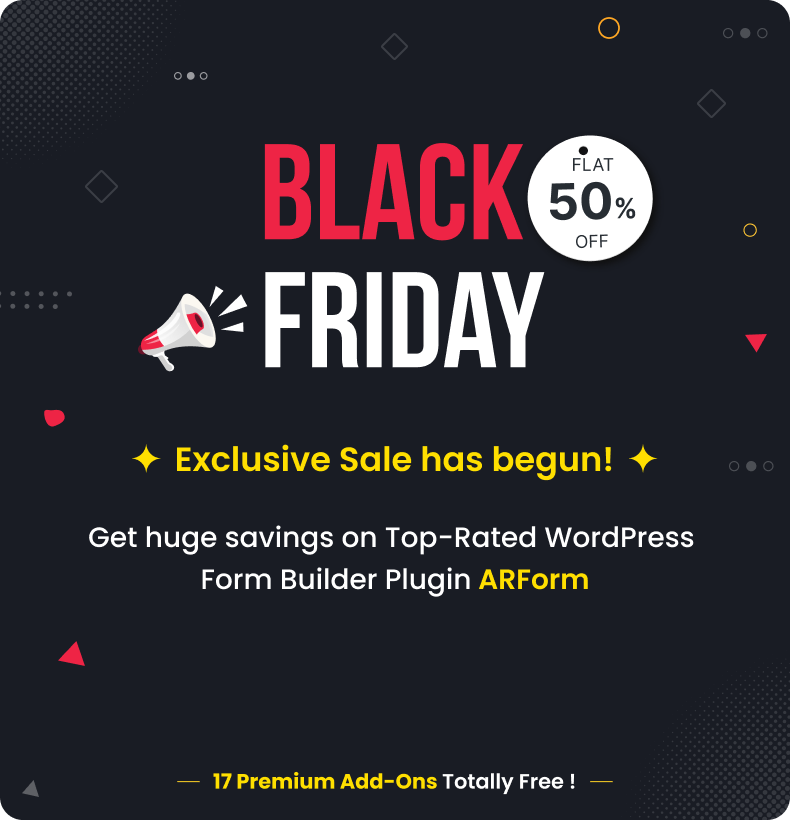 BLACK
FLAT
50%
OFF
FRIDAY
Exclusive Sale has begun!
Get huge savings on Top-Rated WordPress
Form Builder Plugin ARForm
17 Premium Add-Ons Totally Free !